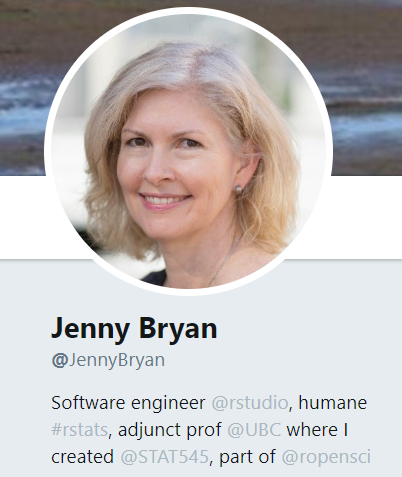 Jenny Bryan
@JennyBryan
Software engineer @rstudio, humane
#rstats, adjunct prof @UBC where I
created @STAT545, part of @ropensci